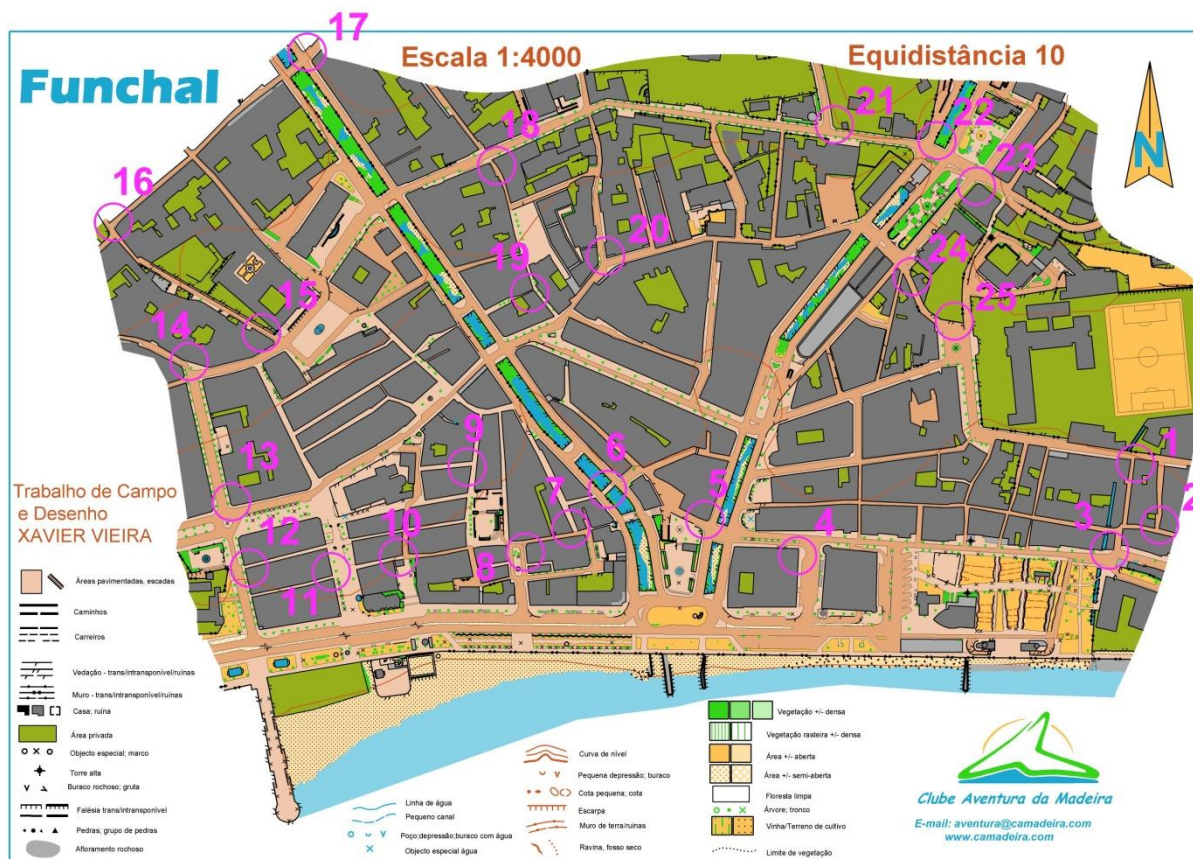 Funchal
Escala 1:4000
Equidistância 10
N
17
16
18
21
22
23
20
19
24
25
15
14
9
13
6
7
5
1
2
3
4
12
10
8
11
Trabalho de Campo
e Desenho
XAVIER VIEIRA
Áreas pavimentadas, escadas
Caminhos
Carreiros
Vedação - trans/intransponível/ruínas
Muro - trans/intransponível/ruínas
Casa; ruína
Área privada
Objecto especial; marco
Torre alta
Buraco rochoso; gruta
Falésia trans/intransponível
Pedras; grupo de pedras
Afloramento rochoso
Linha de água
Pequeno canal
Poço;depressão;buraco com água
Objecto especial água
Curva de nível
Pequena depressão; buraco
Cota pequena; cota
Escarpa
Muro de terra/ruinas
Ravina, fosso seco
Vegetação +/- densa
Vegetação rasteira +/- densa
Área +/- aberta
Área +/- semi-aberta
Floresta limpa
Árvore; tronco
Vinha/Terreno de cultivo
Limite de vegetação
Clube Aventura da Madeira
E-mail: aventura@camadeira.com
www.camadeira.com